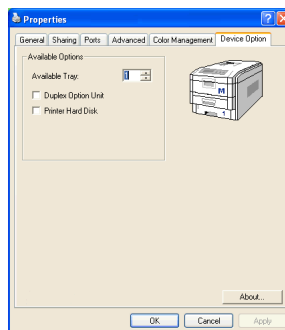 Properties
General Sharing Ports Advanced Color Management Device Option
Available Options
Available Tray: 1
Duplex Option Unit
Printer Hard Disk
M
1
About...
OK Cancel Apply